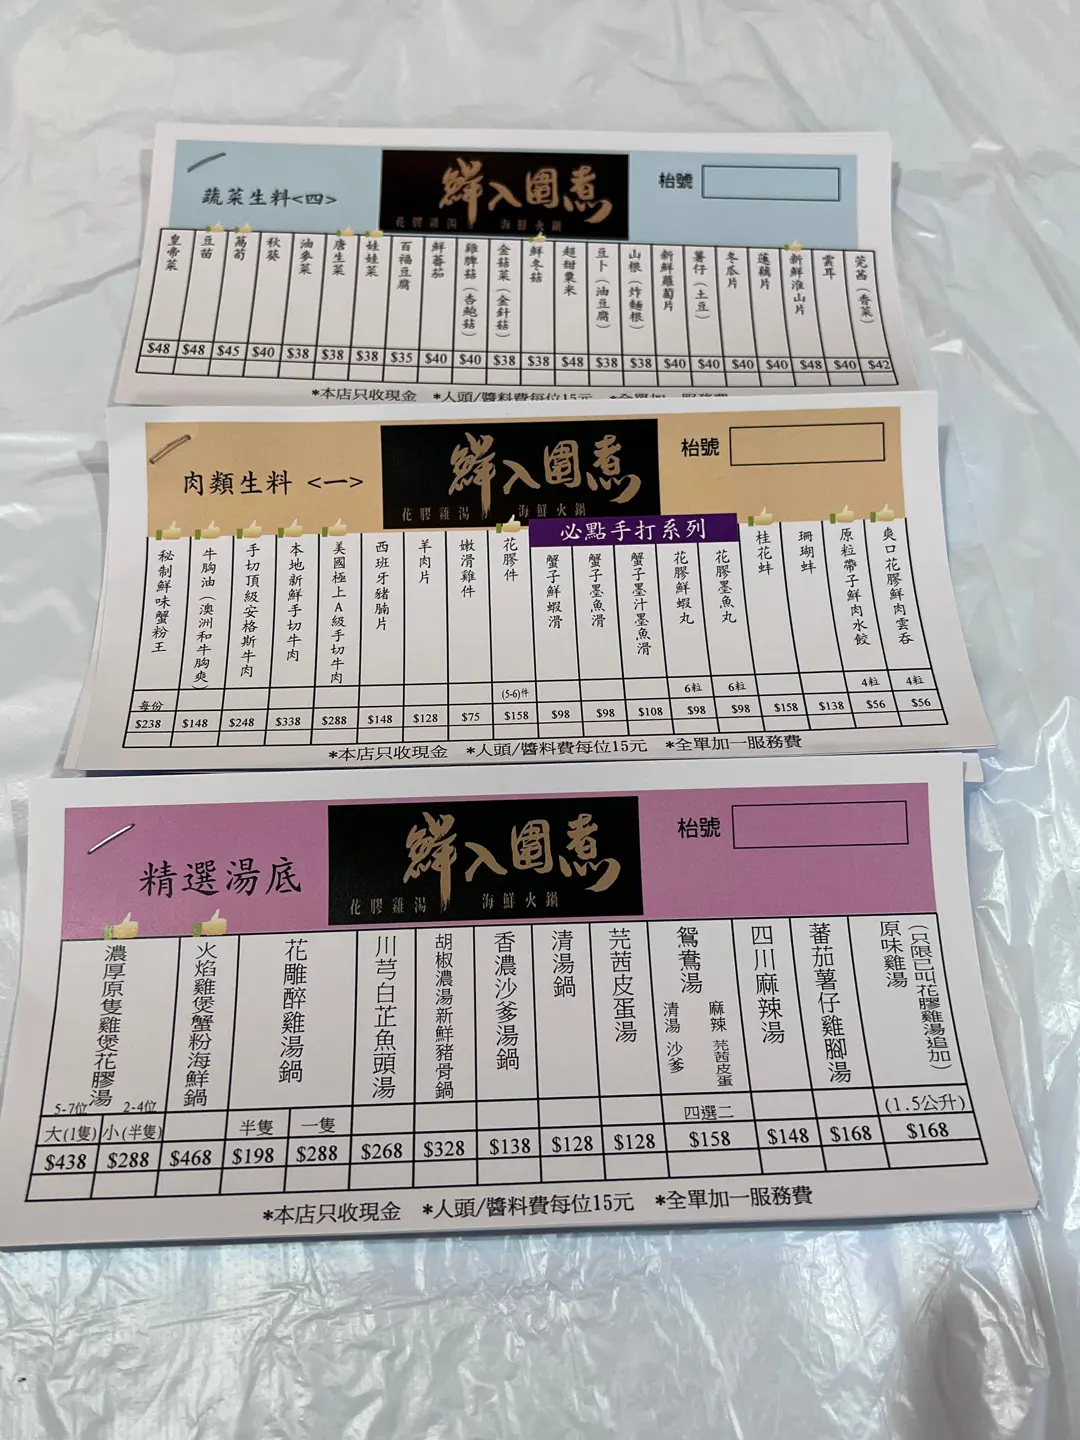 蔬菜生料<四>
鮮入圍煮
花膠雞湯 海鮮火鍋
枱號
皇帝菜 $48
豆苗 $48
萵筍 $45
秋葵 $40
油麥菜 $38
唐生菜 $38
娃娃菜 $38
百福豆腐 $35
鮮蕃茄 $40
雞脾菇(杏鮑菇) $40
金菇菜(金針菇) $38
鮮冬菇 $38
超甜粟米 $48
豆卜(油豆腐) $38
山根(炸麵根) $38
新鮮蘿蔔片 $40
薯仔(土豆) $40
冬瓜片 $40
蓮藕片 $40
新鮮淮山片 $48
雲耳 $40
芫茜(香菜) $42
*本店只收現金 *人頭/醬料費每位15元 *全單加一服務費
肉類生料 <一>
鮮入圍煮
花膠雞湯 海鮮火鍋
枱號
必點手打系列
秘制鮮味蟹粉王 每份 $238
牛胸油(澳洲和牛胸爽) $148
手切頂級安格斯牛肉 $248
本地新鮮手切牛肉 $338
美國極上A級手切牛肉 $288
西班牙豬腩片 $148
羊肉片 $128
嫩滑雞件 $75
花膠件 (5-6)件 $158
蟹子鮮蝦滑 $98
蟹子墨魚滑 $98
蟹子墨汁墨魚滑 $108
花膠鮮蝦丸 6粒 $98
花膠墨魚丸 6粒 $98
桂花蚌 $158
珊瑚蚌 $138
原粒帶子鮮肉水餃 4粒 $56
爽口花膠鮮肉雲吞 4粒 $56
*本店只收現金 *人頭/醬料費每位15元 *全單加一服務費
精選湯底
鮮入圍煮
花膠雞湯 海鮮火鍋
枱號
濃厚原隻雞煲花膠湯 5-7位 2-4位
大(1隻) $438
小(半隻) $288
火焰雞煲蟹粉海鮮鍋 $468
花雕醉雞湯鍋
半隻 $198
一隻 $288
川芎白芷魚頭湯 $268
胡椒濃湯新鮮豬骨鍋 $328
香濃沙爹湯鍋 $138
清湯鍋 $128
芫茜皮蛋湯 $128
鴛鴦湯
麻辣 芫茜皮蛋
清湯 沙爹
四選二 $158
四川麻辣湯 $148
蕃茄薯仔雞腳湯 $168
(只限已叫花膠雞湯追加)
原味雞湯
(1.5公升) $168
*本店只收現金 *人頭/醬料費每位15元 *全單加一服務費